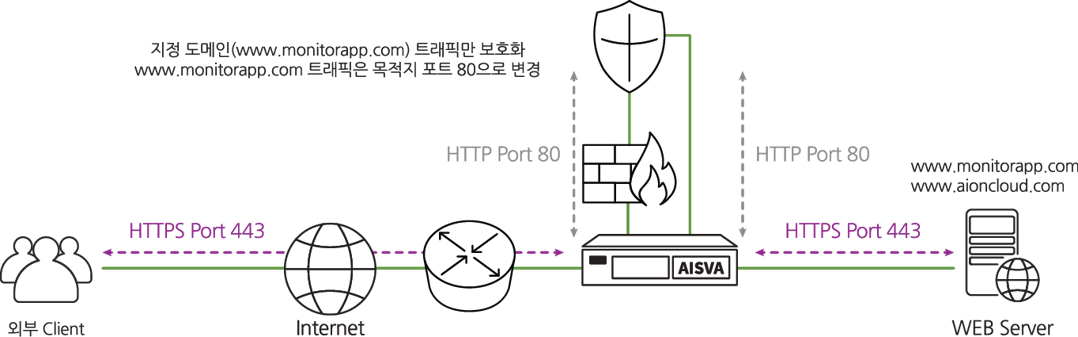 지정 도메인(www.monitorapp.com) 트래픽만 보호화
www.monitorapp.com 트래픽은 목적지 포트 80으로 변경
HTTP Port 80
HTTP Port 80
www.monitorapp.com
www.aioncloud.com
HTTPS Port 443
HTTPS Port 443
AISVA
외부 Client
Internet
WEB Server